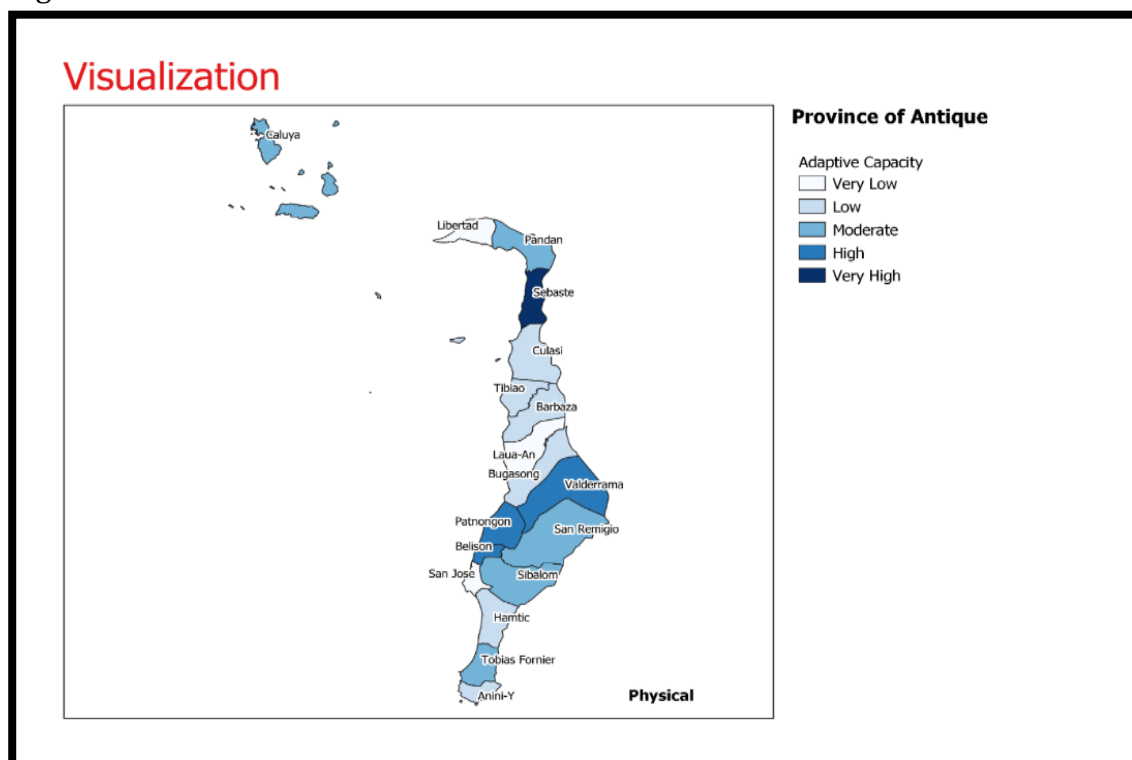 Visualization
Province of Antique
Adaptive Capacity
Very Low
Low
Moderate
High
Very High
Caluya
Libertad
Pandan
Sebaste
Culasi
Tibiao
Barbaza
Laua-An
Bugasong
Valderrama
Patnongon
San Remigio
Belison
San Jose
Sibalom
Hamtic
Tobias Fornier
Anini-Y
Physical